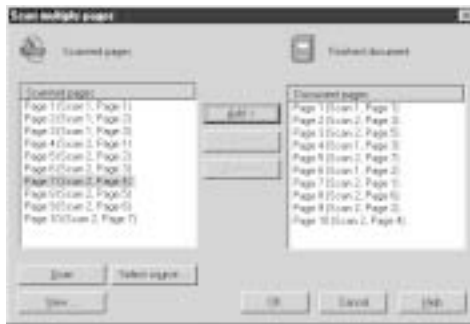 Scan multiple pages
Scanned pages
Finished document
Scanned pages
Page 1 (Scan 1, Page 1)
Page 2 (Scan 1, Page 2)
Page 3 (Scan 1, Page 3)
Page 4 (Scan 2, Page 1)
Page 5 (Scan 2, Page 2)
Page 6 (Scan 2, Page 3)
Page 7 (Scan 2, Page 4)
Page 8 (Scan 2, Page 5)
Page 9 (Scan 2, Page 6)
Page 10 (Scan 2, Page 7)
Add >
Document pages
Page 1 (Scan 1, Page 1)
Page 2 (Scan 2, Page 3)
Page 3 (Scan 2, Page 5)
Page 4 (Scan 1, Page 3)
Page 5 (Scan 2, Page 7)
Page 6 (Scan 1, Page 2)
Page 7 (Scan 2, Page 1)
Page 8 (Scan 2, Page 6)
Page 9 (Scan 2, Page 2)
Page 10 (Scan 2, Page 4)
Scan
Select source...
View
OK
Cancel
Help